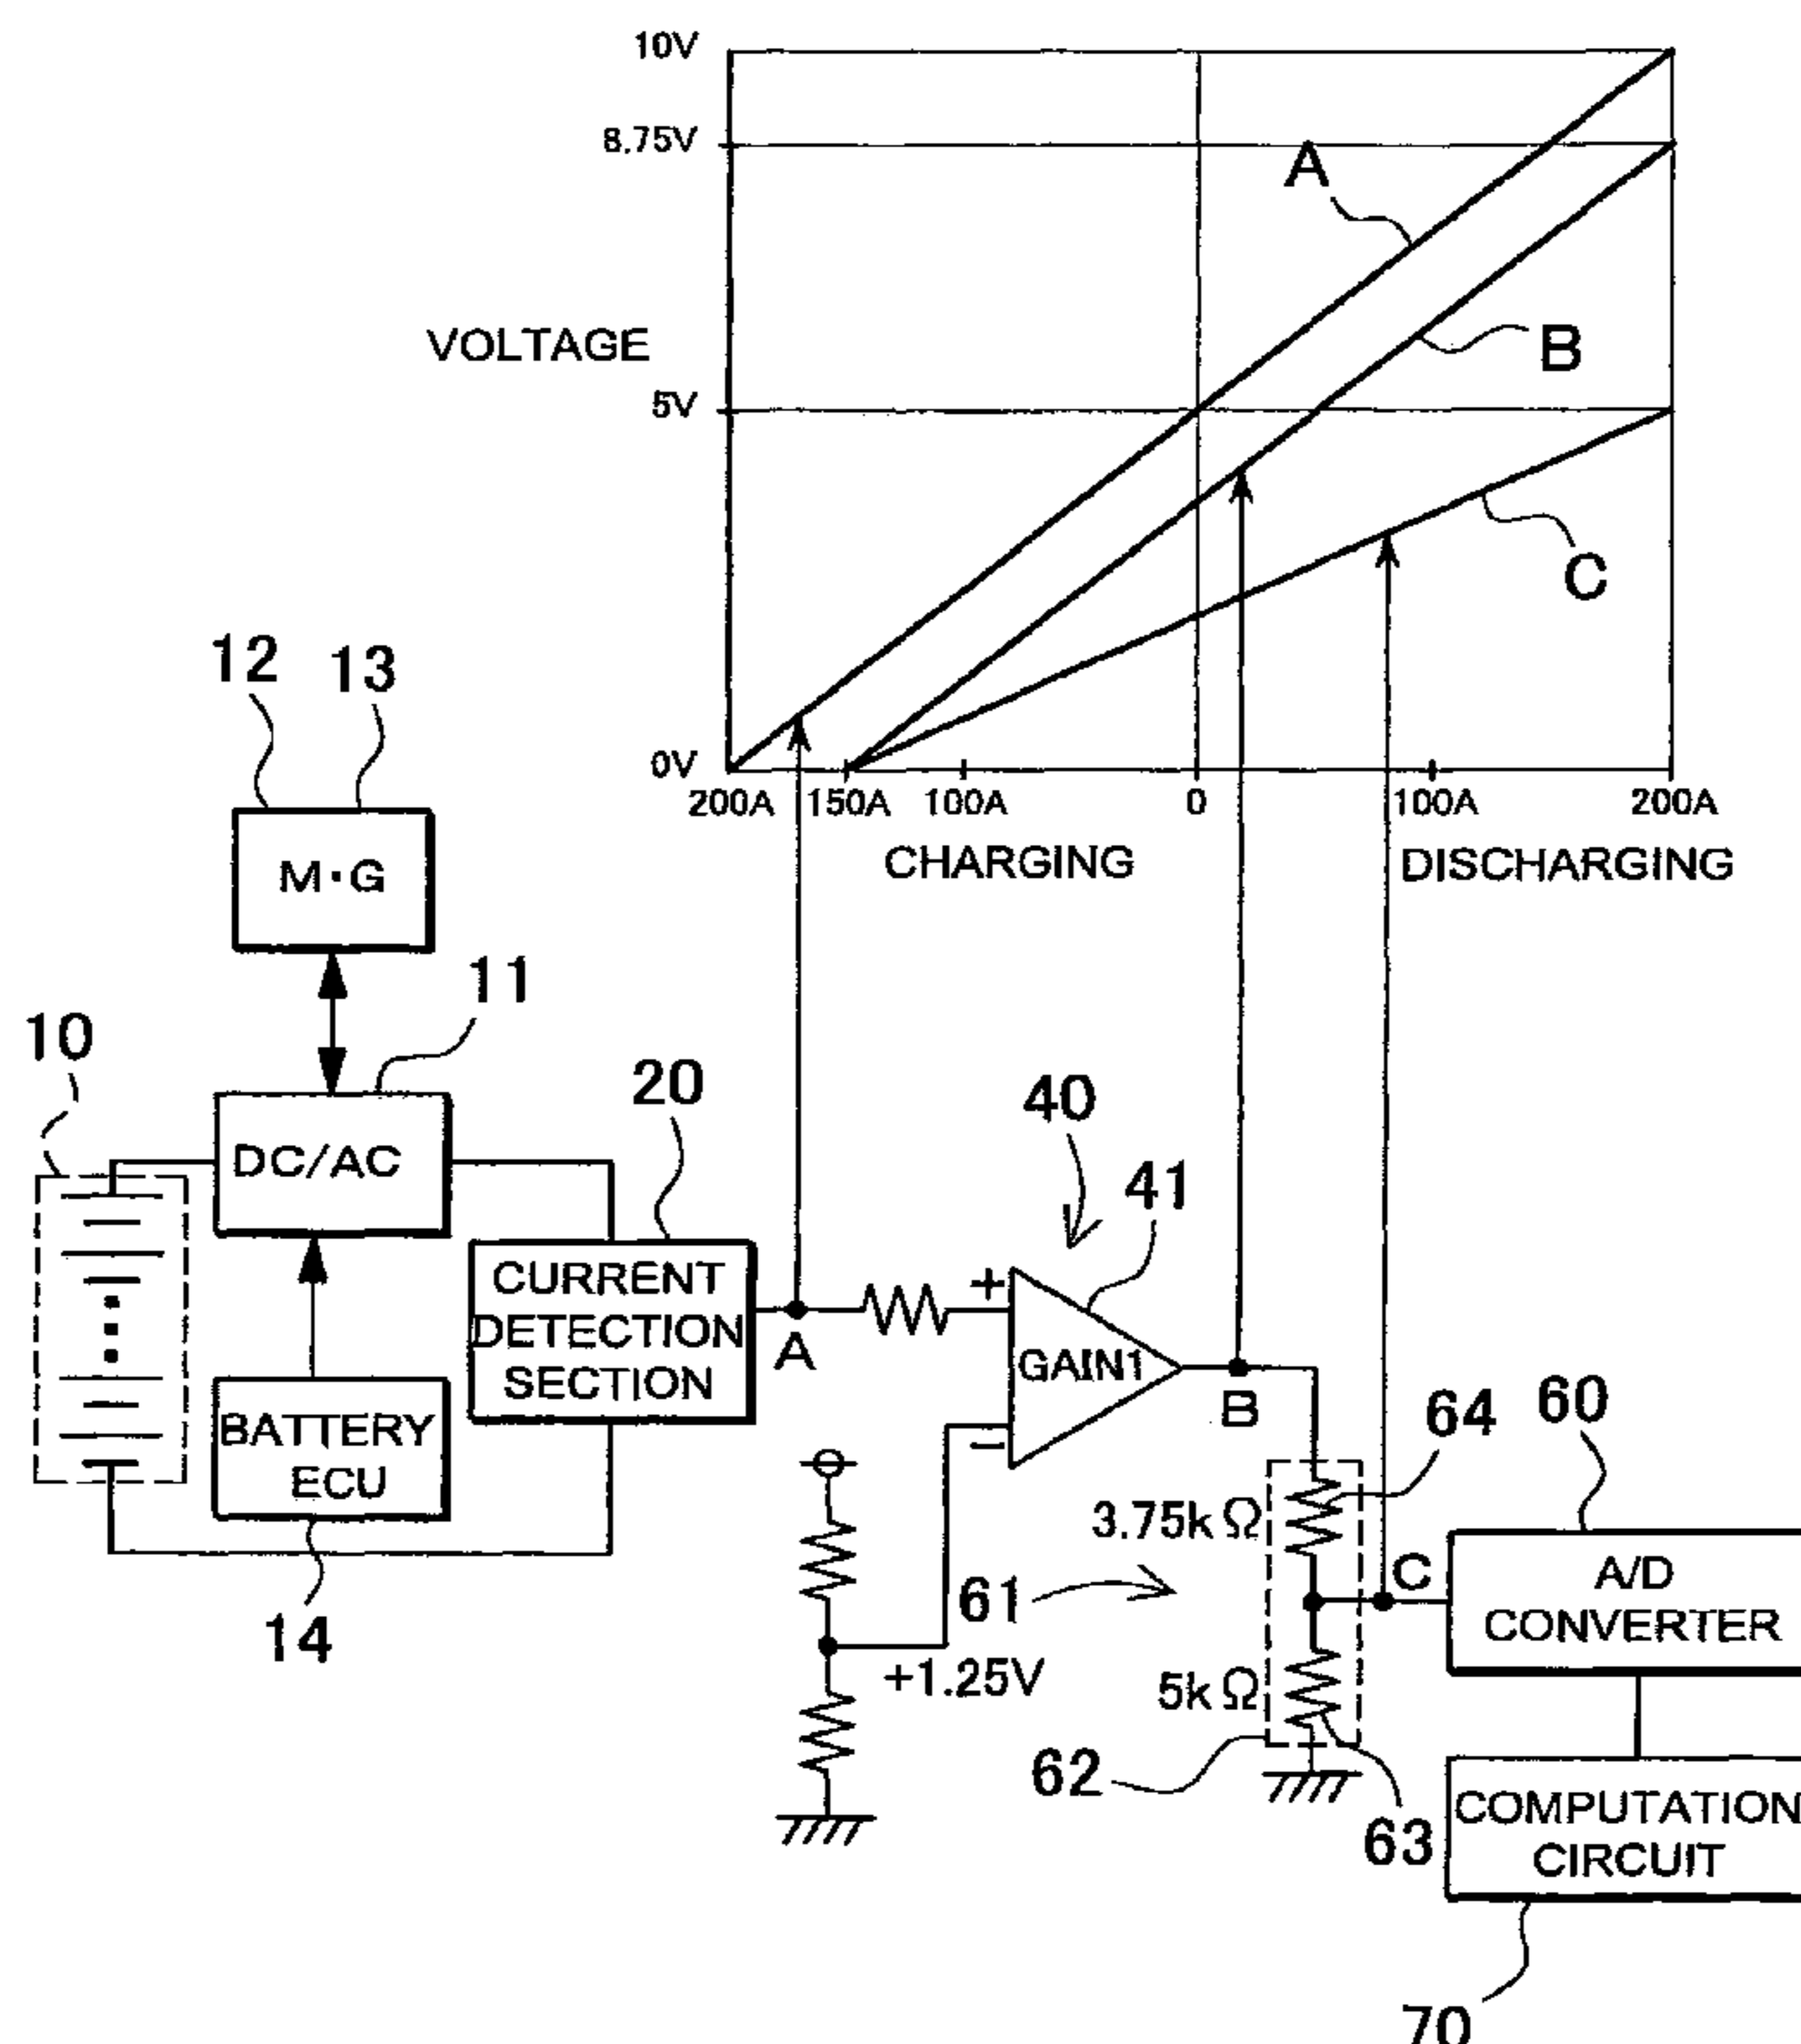 10V
8.75V
A
VOLTAGE
B
5V
C
12
13
0V
200A
150A
100A
0
100A
200A
CHARGING
DISCHARGING
M·G
11
10
20
40
DC/AC
41
CURRENT
DETECTION
SECTION
+
A
GAIN1
B
64
60
BATTERY
ECU
−
3.75kΩ
C
A/D
CONVERTER
61
14
+1.25V
5kΩ
62
63
COMPUTATION
CIRCUIT
70